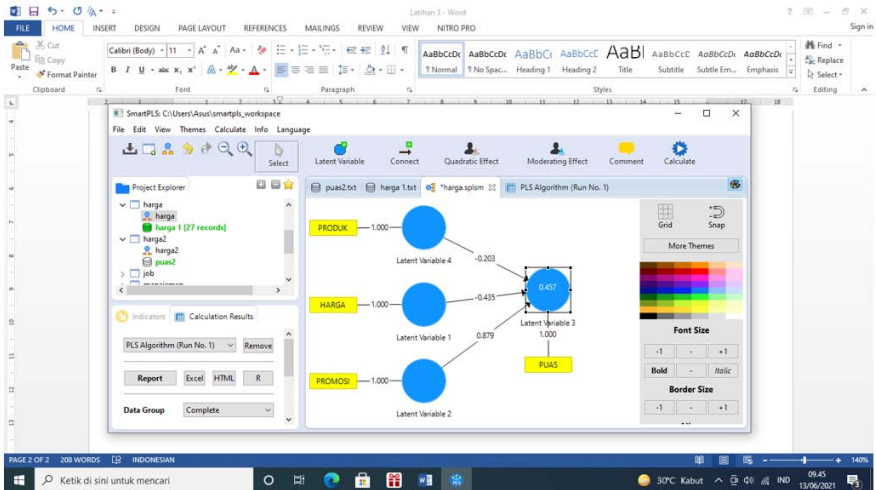 Latihan 3 - Word
Sign in
FILE HOME INSERT DESIGN PAGE LAYOUT REFERENCES MAILINGS REVIEW VIEW NITRO PRO
Cut
Copy
Paste
Format Painter
Clipboard
Calibri (Body) 11
Font
Paragraph
AaBbCcDc AaBbCcDc AaBbCc AaBbCcC AaBl AaBbCcC AaBbCcDc AaBbCcDc
¶ Normal ¶ No Spac... Heading 1 Heading 2 Title Subtitle Subtle Em... Emphasis
Styles
Find
Replace
Select
Editing
SmartPLS: C:\Users\Asus\smartpls_workspace
File Edit View Themes Calculate Info Language
Select Latent Variable Connect Quadratic Effect Moderating Effect Comment Calculate
Project Explorer
harga
harga
harga 1 [27 records]
harga2
harga2
puas2
job
Indicators Calculation Results
PLS Algorithm (Run No. 1) Remove
Report Excel HTML R
Data Group Complete
puas2.txt harga 1.txt *harga.splsm PLS Algorithm (Run No. 1)
PRODUK 1.000
Latent Variable 4
-0.203
HARGA 1.000
-0.435
Latent Variable 1
0.879
PROMOSI 1.000
Latent Variable 2
0.457
Latent Variable 3
1.000
PUAS
Grid Snap
More Themes
Font Size
-1 - +1
Bold - Italic
Border Size
-1 - +1
PAGE 2 OF 2 208 WORDS INDONESIAN
140%
Ketik di sini untuk mencari
30°C Kabut
IND
09.45
13/06/2021